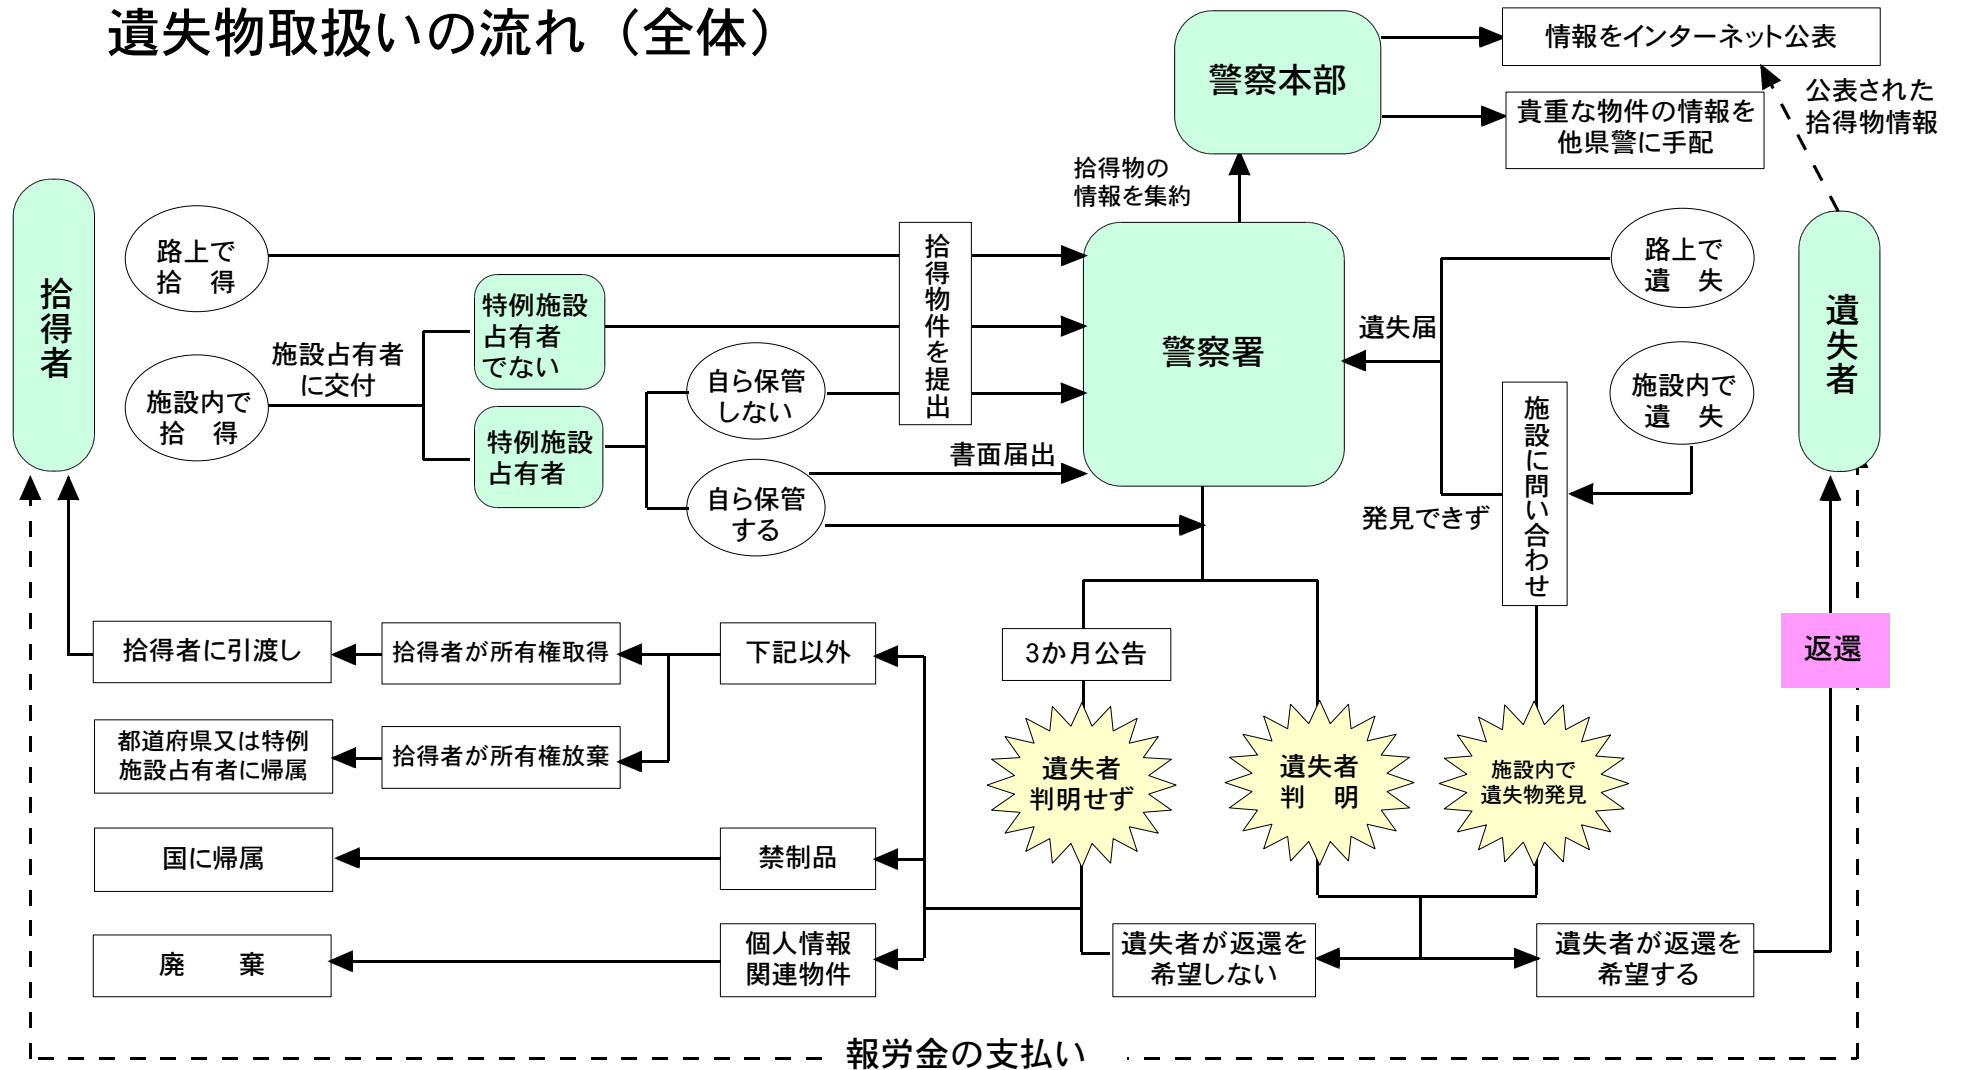 遺失物取扱いの流れ（全体）
警察本部
情報をインターネット公表
貴重な物件の情報を
他県警に手配
公表された
拾得物情報
拾得物の
情報を集約
拾得者
路上で
拾　得
施設内で
拾　得
施設占有者
に交付
特例施設
占有者
でない
特例施設
占有者
自ら保管
しない
自ら保管
する
拾得物件を提出
書面届出
警察署
遺失届
発見できず
施設に問い合わせ
路上で
遺　失
施設内で
遺　失
遺失者
返還
拾得者に引渡し
拾得者が所有権取得
下記以外
3か月公告
都道府県又は特例
施設占有者に帰属
拾得者が所有権放棄
遺失者
判明せず
遺失者
判　明
施設内で
遺失物発見
国に帰属
禁制品
廃　　棄
個人情報
関連物件
遺失者が返還を
希望しない
遺失者が返還を
希望する
報労金の支払い